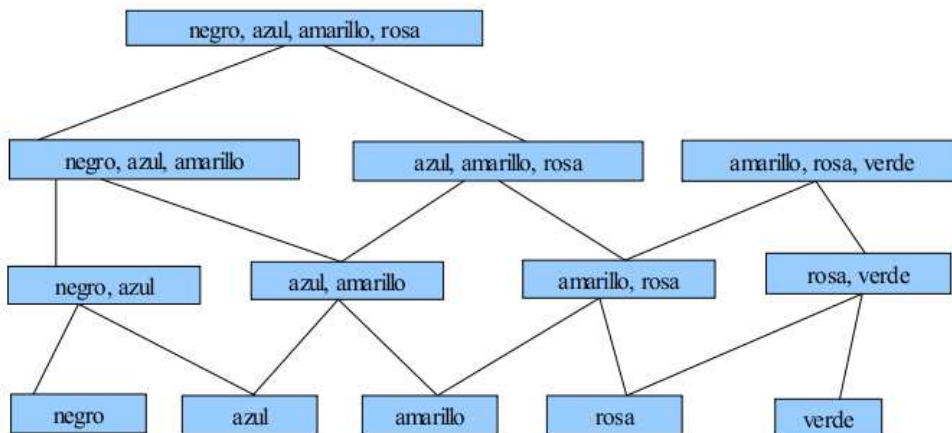 negro, azul, amarillo, rosa
negro, azul, amarillo
azul, amarillo, rosa
amarillo, rosa, verde
negro, azul
azul, amarillo
amarillo, rosa
rosa, verde
negro
azul
amarillo
rosa
verde